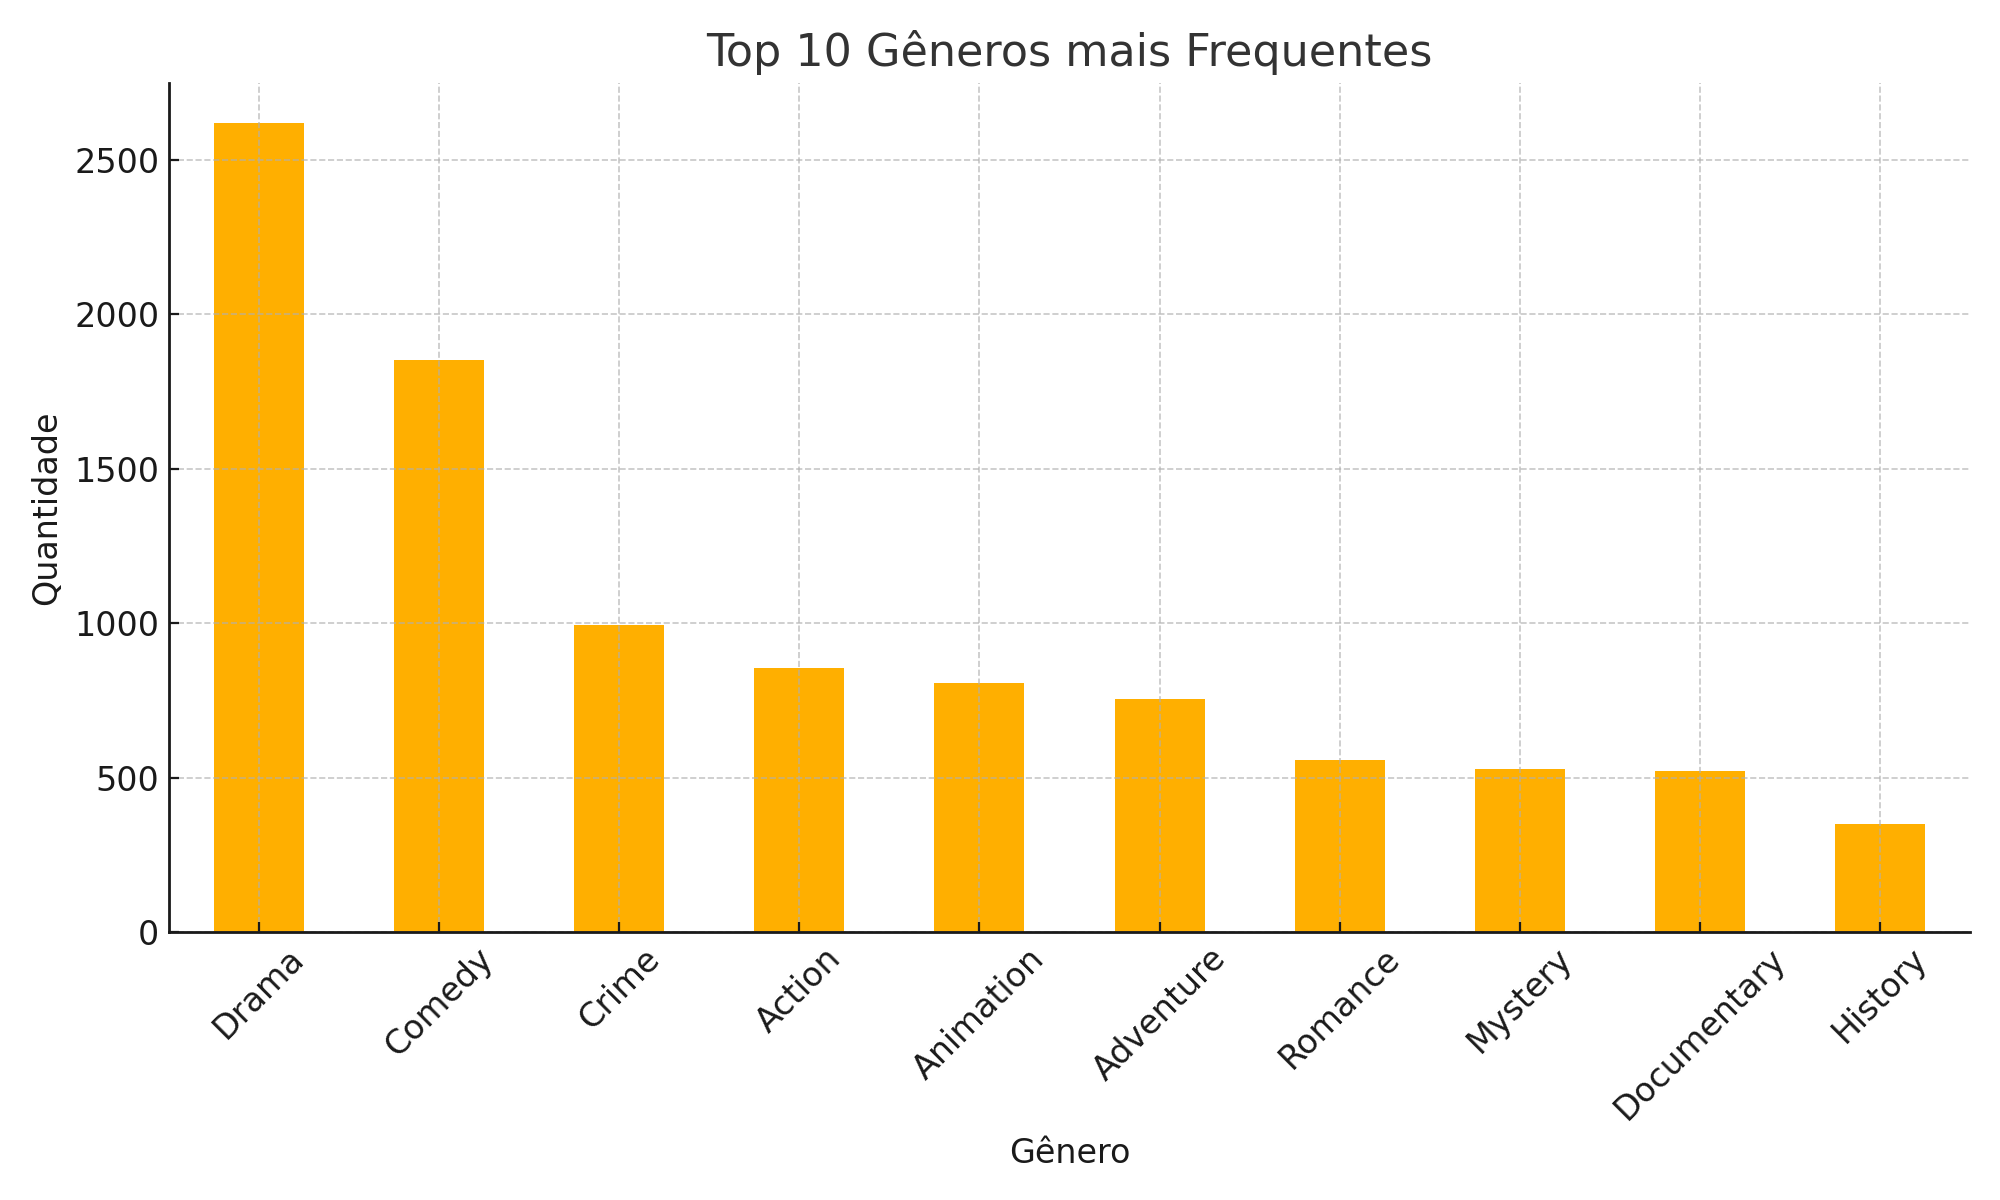 Top 10 Gêneros mais Frequentes
Quantidade
2500
2000
1500
1000
500
0
Drama
Comedy
Crime
Action
Animation
Adventure
Romance
Mystery
Documentary
History
Gênero